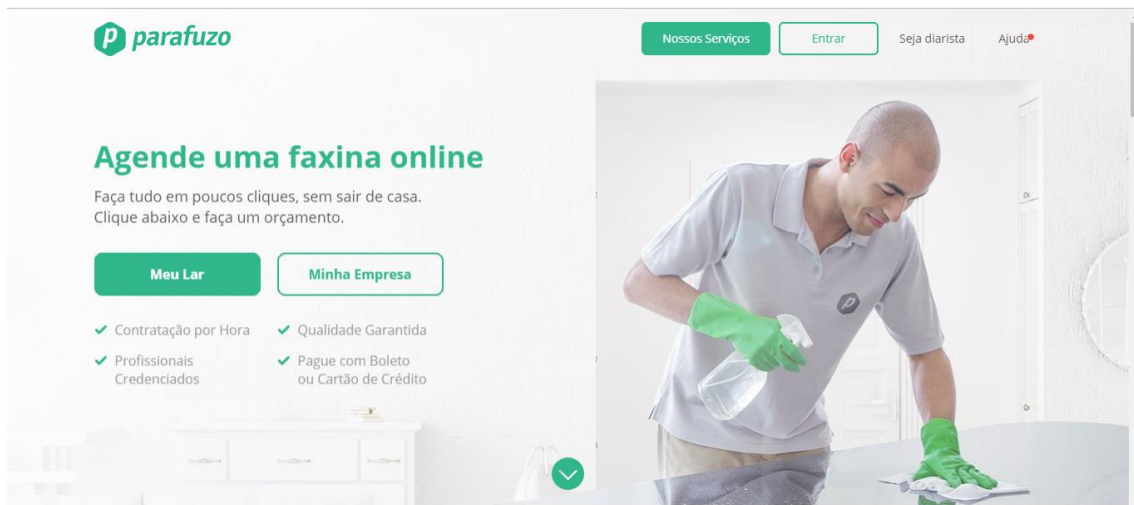 parafuzo
Nossos Serviços
Entrar
Seja diarista
Ajuda
Agende uma faxina online
Faça tudo em poucos cliques, sem sair de casa.
Clique abaixo e faça um orçamento.
Meu Lar
Minha Empresa
Contratação por Hora
Qualidade Garantida
Profissionais
Credenciados
Pague com Boleto
ou Cartão de Crédito